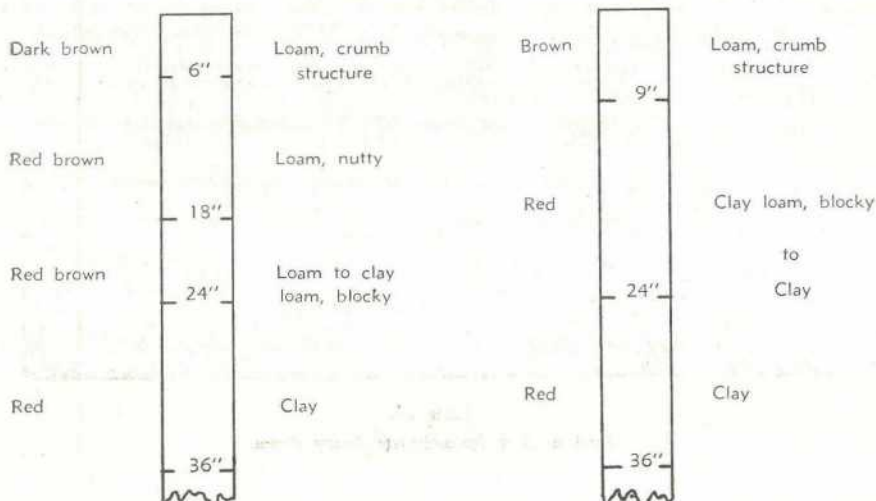 Dark brown
6"
Loam, crumb
structure
Red brown
Loam, nutty
18"
Red brown
24"
Loam to clay
loam, blocky
Red
Clay
36"
Brown
Loam, crumb
structure
9"
Red
Clay loam, blocky
to
Clay
24"
Red
Clay
36"